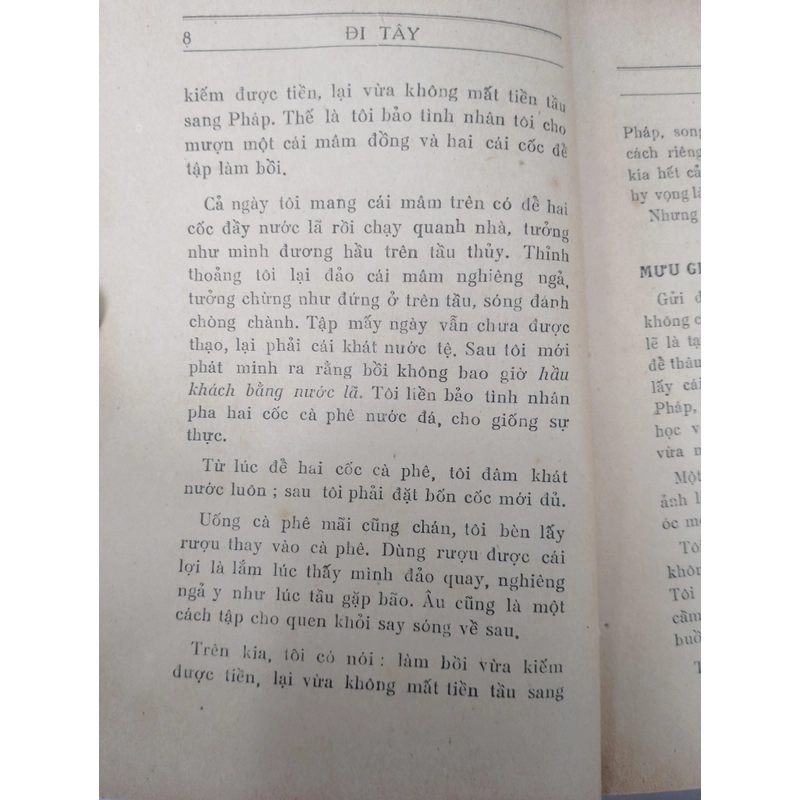 8
ĐI TÂY
kiếm được tiền, lại vừa không mất tiền tầu
sang Pháp. Thế là tôi bảo tình nhân tôi cho
mượn một cái mâm đồng và hai cái cốc để
tập làm bồi.
Cả ngày tôi mang cái mâm trên có để hai
cốc đầy nước lã rồi chạy quanh nhà, tưởng
như mình đương hầu trên tầu thủy. Thỉnh
thoảng tôi lại đảo cái mâm nghiêng ngả,
tưởng chừng như đứng ở trên tầu, sóng đánh
chòng chành. Tập mấy ngày vẫn chưa được
thạo, lại phải cái khát nước tệ. Sau tôi mới
phát minh ra rằng bồi không bao giờ hầu
khách bằng nước lã. Tôi liền bảo tình nhân
pha hai cốc cà phê nước đá, cho giống sự
thực.
Từ lúc để hai cốc cà phê, tôi đâm khát
nước luôn ; sau tôi phải đặt bốn cốc mới đủ.
Uống cà phê mãi cũng chán, tôi bèn lấy
rượu thay vào cà phê. Dùng rượu được cái
lợi là lắm lúc thấy mình đảo quay, nghiêng
ngả y như lúc tầu gặp bão. Âu cũng là một
cách tập cho quen khỏi say sóng về sau.
Trên kia, tôi có nói : làm bồi vừa kiếm
được tiền, lại vừa không mất tiền tầu sang
Pháp, song
cách riêng
kia hết cả
hy vọng là
Nhưng
MƯU
Gửi
không
lẽ là
để
lấy cái
Pháp,
học
vừa
Một
ảnh
óc
Tôi
không
Tôi
cầm